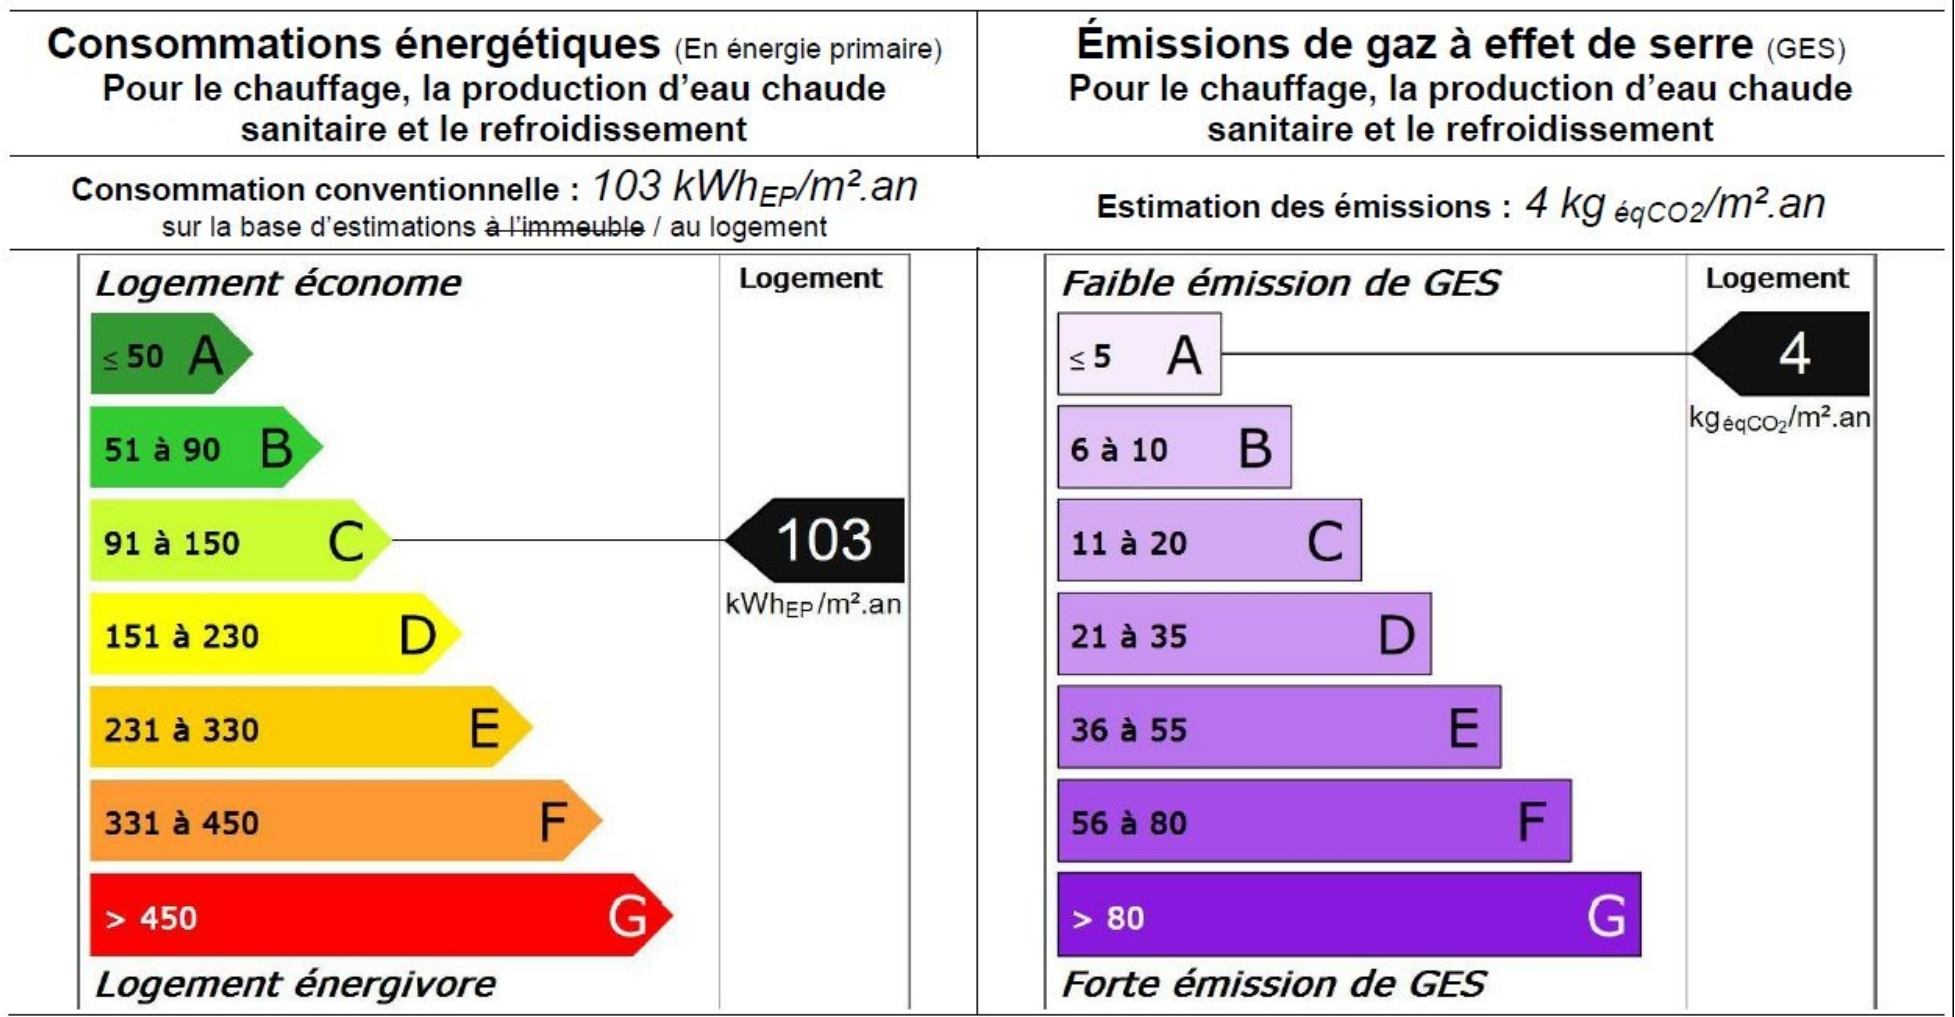 Consommations énergétiques (En énergie primaire)
Pour le chauffage, la production d'eau chaude
sanitaire et le refroidissement
Consommation conventionnelle : 103 kWhEP/m².an
sur la base d'estimations à l'immeuble / au logement
Logement économe
Logement
≤ 50 A
51 à 90 B
91 à 150 C
103
kWhEP/m².an
151 à 230 D
231 à 330 E
331 à 450 F
> 450 G
Logement énergivore
Émissions de gaz à effet de serre (GES)
Pour le chauffage, la production d'eau chaude
sanitaire et le refroidissement
Estimation des émissions : 4 kg éqCO2/m².an
Faible émission de GES
Logement
≤ 5 A
4
kgéqCO2/m².an
6 à 10 B
11 à 20 C
21 à 35 D
36 à 55 E
56 à 80 F
> 80 G
Forte émission de GES